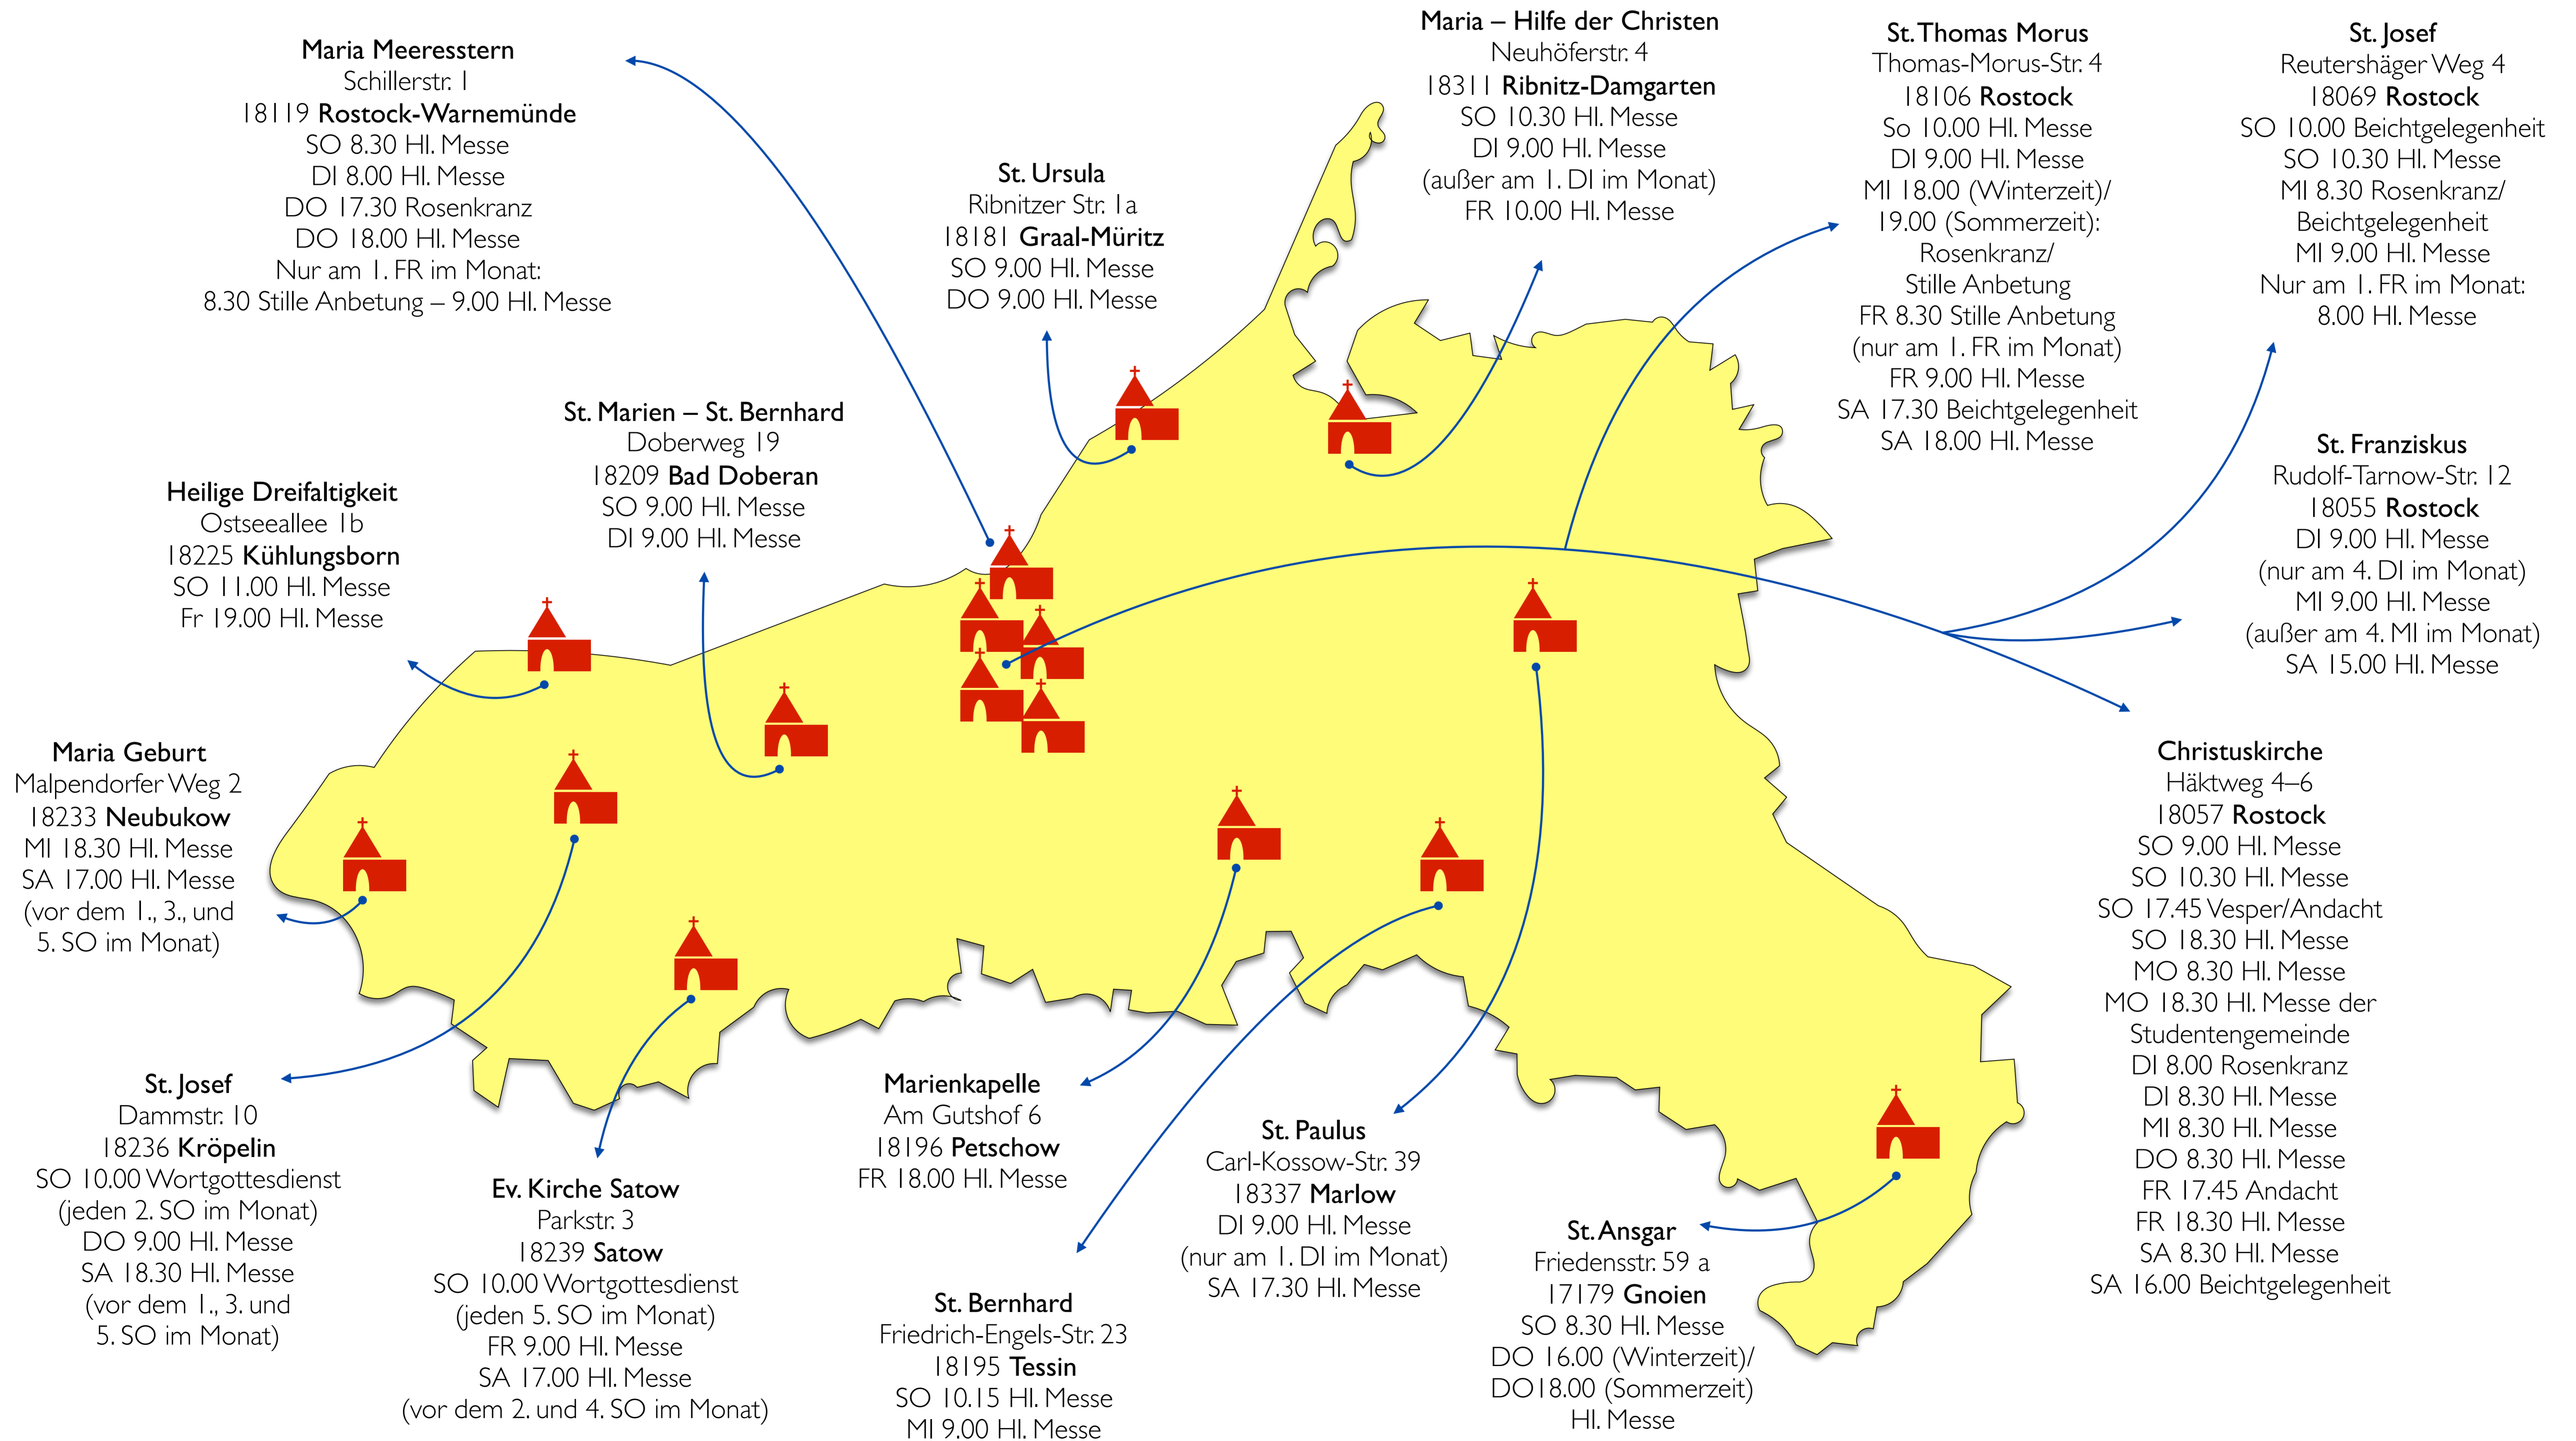 Maria Meeresstern
Schillerstr. 1
18119 Rostock-Warnemünde
SO 8.30 Hl. Messe
DI 8.00 Hl. Messe
DO 17.30 Rosenkranz
DO 18.00 Hl. Messe
Nur am 1. FR im Monat:
8.30 Stille Anbetung – 9.00 Hl. Messe
St. Ursula
Ribnitzer Str. 1a
18181 Graal-Müritz
SO 9.00 Hl. Messe
DO 9.00 Hl. Messe
Maria – Hilfe der Christen
Neuhöferstr. 4
18311 Ribnitz-Damgarten
SO 10.30 Hl. Messe
DI 9.00 Hl. Messe
(außer am 1. DI im Monat)
FR 10.00 Hl. Messe
St. Thomas Morus
Thomas-Morus-Str. 4
18106 Rostock
So 10.00 Hl. Messe
DI 9.00 Hl. Messe
MI 18.00 (Winterzeit)/
19.00 (Sommerzeit):
Rosenkranz/
Stille Anbetung
FR 8.30 Stille Anbetung
(nur am 1. FR im Monat)
FR 9.00 Hl. Messe
SA 17.30 Beichtgelegenheit
SA 18.00 Hl. Messe
St. Josef
Reutershäger Weg 4
18069 Rostock
SO 10.00 Beichtgelegenheit
SO 10.30 Hl. Messe
MI 8.30 Rosenkranz/
Beichtgelegenheit
MI 9.00 Hl. Messe
Nur am 1. FR im Monat:
8.00 Hl. Messe
St. Marien – St. Bernhard
Doberweg 19
18209 Bad Doberan
SO 9.00 Hl. Messe
DI 9.00 Hl. Messe
Heilige Dreifaltigkeit
Ostseeallee 1b
18225 Kühlungsborn
SO 11.00 Hl. Messe
Fr 19.00 Hl. Messe
St. Franziskus
Rudolf-Tarnow-Str. 12
18055 Rostock
DI 9.00 Hl. Messe
(nur am 4. DI im Monat)
MI 9.00 Hl. Messe
(außer am 4. MI im Monat)
SA 15.00 Hl. Messe
Maria Geburt
Malpendorfer Weg 2
18233 Neubukow
MI 18.30 Hl. Messe
SA 17.00 Hl. Messe
(vor dem 1., 3., und
5. SO im Monat)
Christuskirche
Häktweg 4–6
18057 Rostock
SO 9.00 Hl. Messe
SO 10.30 Hl. Messe
SO 17.45 Vesper/Andacht
SO 18.30 Hl. Messe
MO 8.30 Hl. Messe
MO 18.30 Hl. Messe der
Studentengemeinde
DI 8.00 Rosenkranz
DI 8.30 Hl. Messe
MI 8.30 Hl. Messe
DO 8.30 Hl. Messe
FR 17.45 Andacht
FR 18.30 Hl. Messe
SA 8.30 Hl. Messe
SA 16.00 Beichtgelegenheit
St. Josef
Dammstr. 10
18236 Kröpelin
SO 10.00 Wortgottesdienst
(jeden 2. SO im Monat)
DO 9.00 Hl. Messe
SA 18.30 Hl. Messe
(vor dem 1., 3. und
5. SO im Monat)
Ev. Kirche Satow
Parkstr. 3
18239 Satow
SO 10.00 Wortgottesdienst
(jeden 5. SO im Monat)
FR 9.00 Hl. Messe
SA 17.00 Hl. Messe
(vor dem 2. und 4. SO im Monat)
Marienkapelle
Am Gutshof 6
18196 Petschow
FR 18.00 Hl. Messe
St. Bernhard
Friedrich-Engels-Str. 23
18195 Tessin
SO 10.15 Hl. Messe
MI 9.00 Hl. Messe
St. Paulus
Carl-Kossow-Str. 39
18337 Marlow
DI 9.00 Hl. Messe
(nur am 1. DI im Monat)
SA 17.30 Hl. Messe
St. Ansgar
Friedensstr. 59 a
17179 Gnoien
SO 8.30 Hl. Messe
DO 16.00 (Winterzeit)/
DO18.00 (Sommerzeit)
Hl. Messe